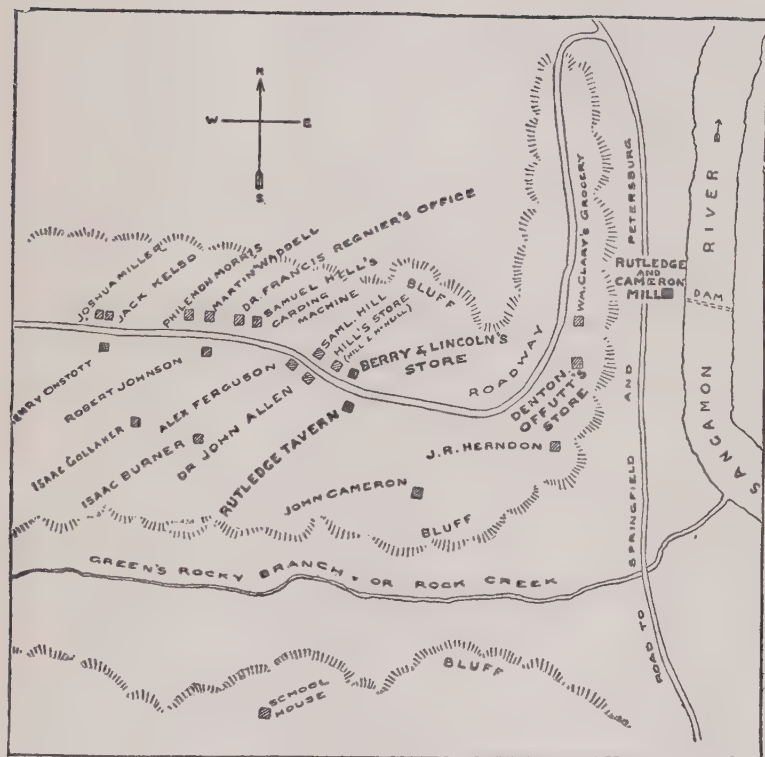 N
W E
S
JOSHUA MILLER
JACK KELSO
PHILEMON MORRIS
MARTIN WADDELL
DR. FRANCIS REGNIER'S OFFICE
SAMUEL HILL'S
CARDING
MACHINE
SAML. HILL
HILL'S STORE
(HILL & McNULL)
BERRY & LINCOLN'S
STORE
BLUFF
ROADWAY
WM. CLARY'S GROCERY
DENTON
OFFUTT'S
STORE
RUTLEDGE
AND
CAMERON
MILL
DAM
SANGAMON RIVER
ROAD TO SPRINGFIELD AND PETERSBURG
ONSTOTT
ROBERT JOHNSON
ISAAC GOLLAHER
ALEX FERGUSON
ISAAC BURNER
DR JOHN ALLEN
RUTLEDGE TAVERN
J.R. HERNDON
JOHN CAMERON
BLUFF
GREEN'S ROCKY BRANCH, OR ROCK CREEK
BLUFF
SCHOOL
HOUSE